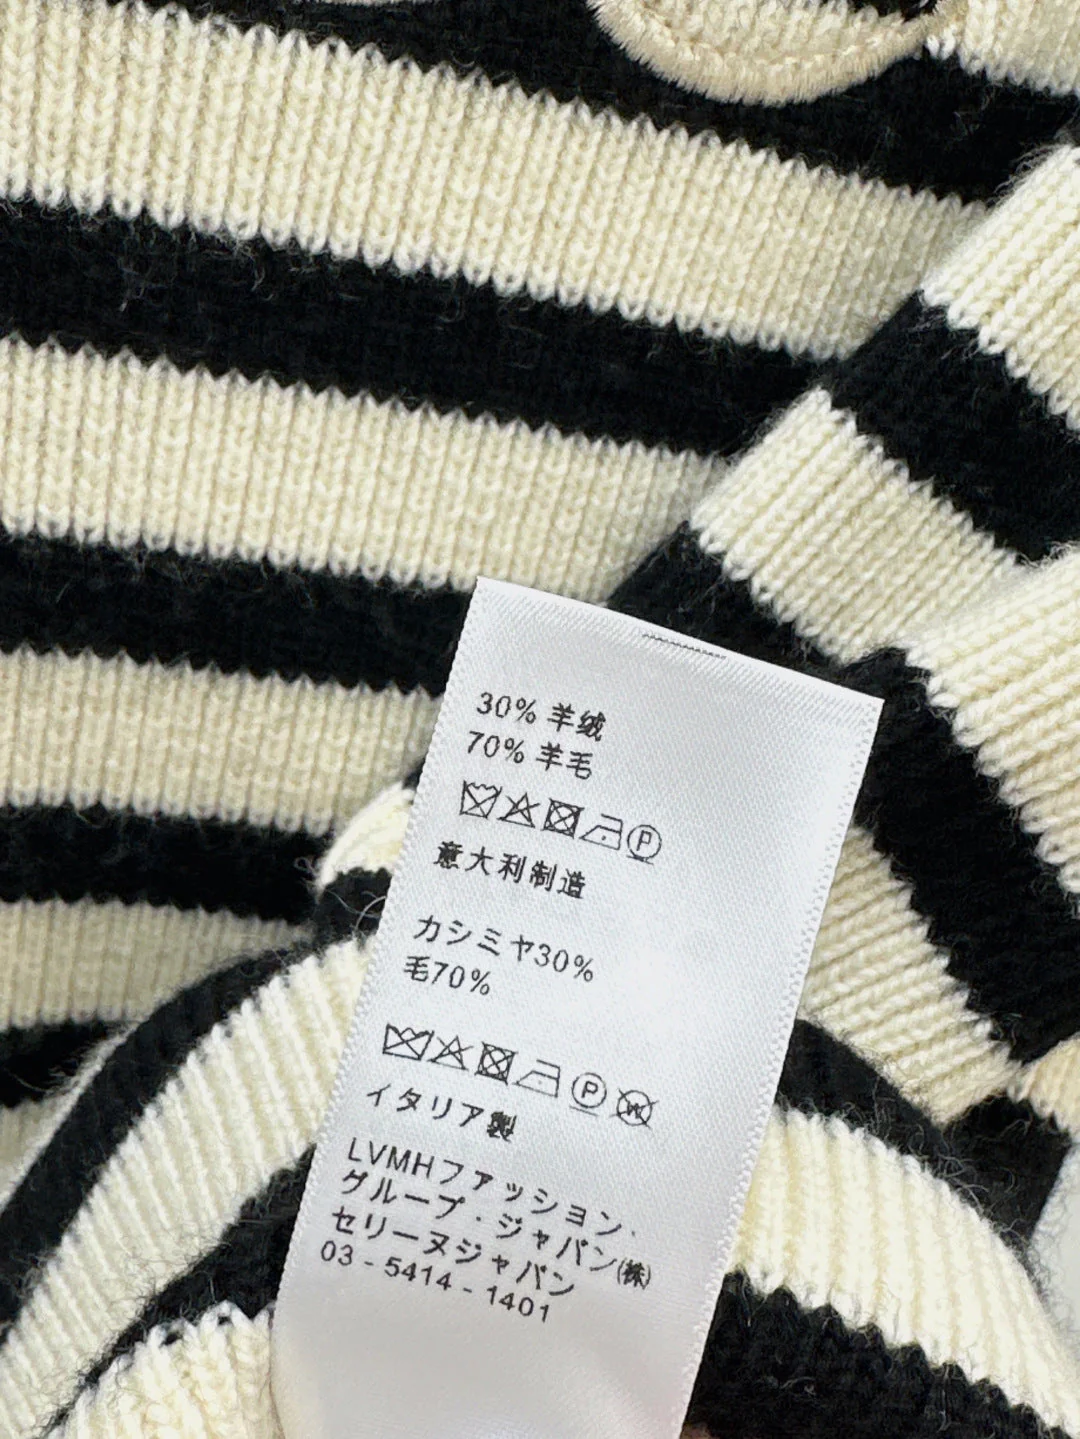 30% 羊绒
70% 羊毛
P
意大利制造
カシミヤ30%
毛70%
P W
イタリア製
LVMHファッション・
グループ・ジャパン(株)
セリーヌジャパン
03 - 5414 - 1401